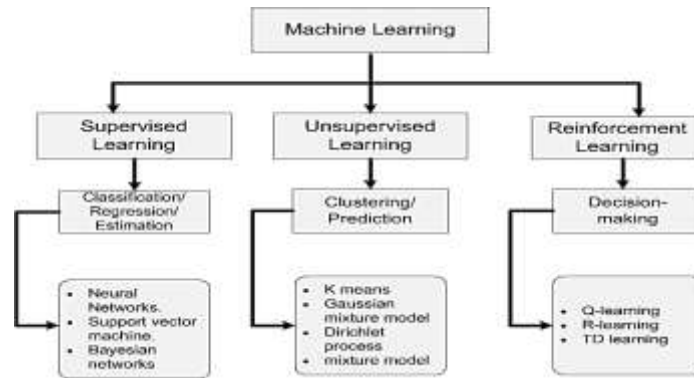 Machine Learning
Supervised
Learning
Unsupervised
Learning
Reinforcement
Learning
Classification/
Regression/
Estimation
Clustering/
Prediction
Decision-
making
• Neural
Networks.
• Support vector
machine.
• Bayesian
networks
• K means
• Gaussian
mixture model
• Dirichlet
process
• mixture model
• Q-learning
• R-learning
• TD learning